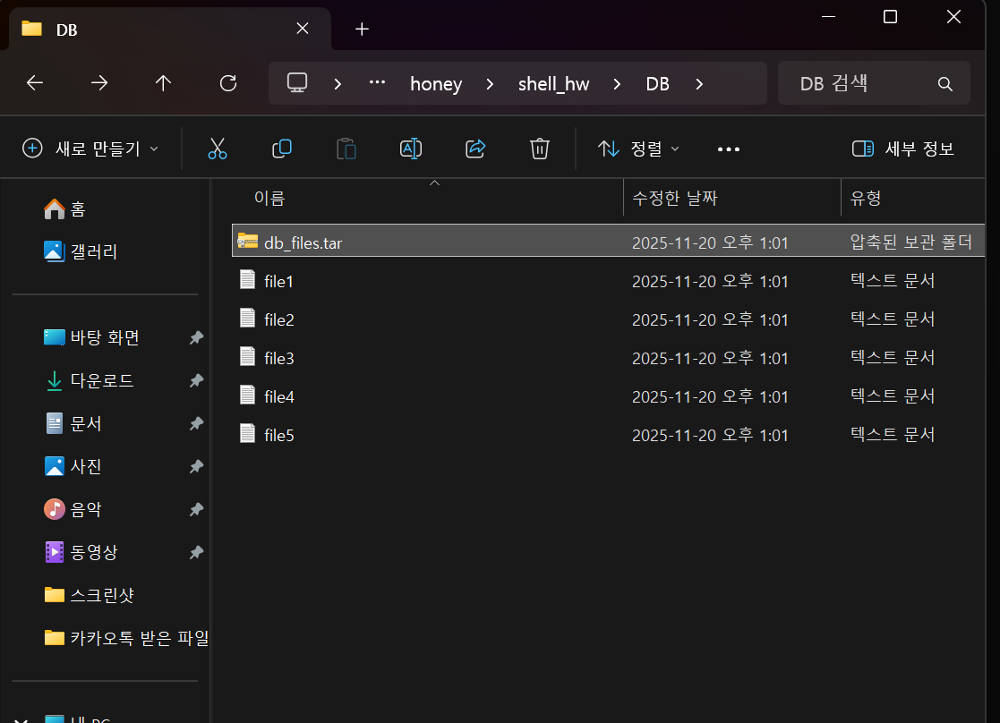 DB
honey > shell_hw > DB >
DB 검색
새로 만들기
정렬
세부 정보
홈
갤러리
바탕 화면
다운로드
문서
사진
음악
동영상
스크린샷
카카오톡 받은 파일
이름 수정한 날짜 유형
db_files.tar 2025-11-20 오후 1:01 압축된 보관 폴더
file1 2025-11-20 오후 1:01 텍스트 문서
file2 2025-11-20 오후 1:01 텍스트 문서
file3 2025-11-20 오후 1:01 텍스트 문서
file4 2025-11-20 오후 1:01 텍스트 문서
file5 2025-11-20 오후 1:01 텍스트 문서